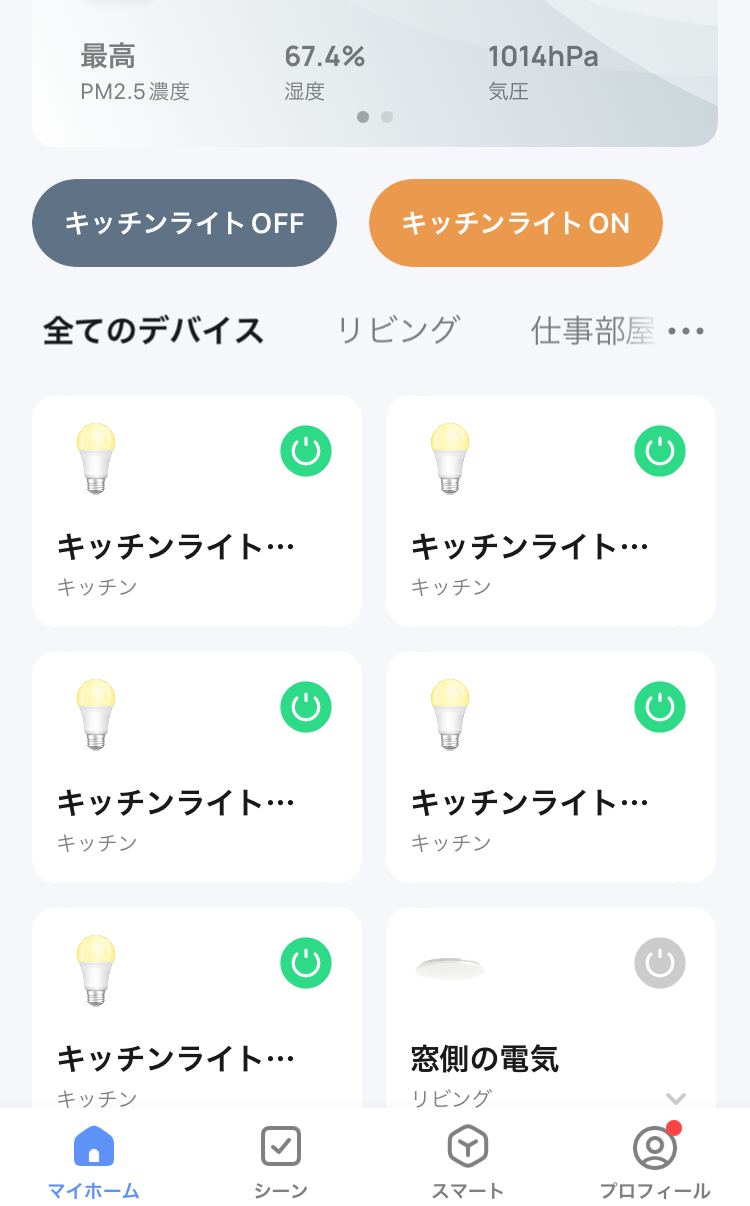 最高 67.4% 1014hPa
PM2.5濃度 湿度 気圧
キッチンライト OFF キッチンライト ON
全てのデバイス リビング 仕事部屋
キッチンライト… キッチンライト…
キッチン キッチン
キッチンライト… キッチンライト…
キッチン キッチン
キッチンライト… 窓側の電気
キッチン リビング
マイホーム シーン スマート プロフィール